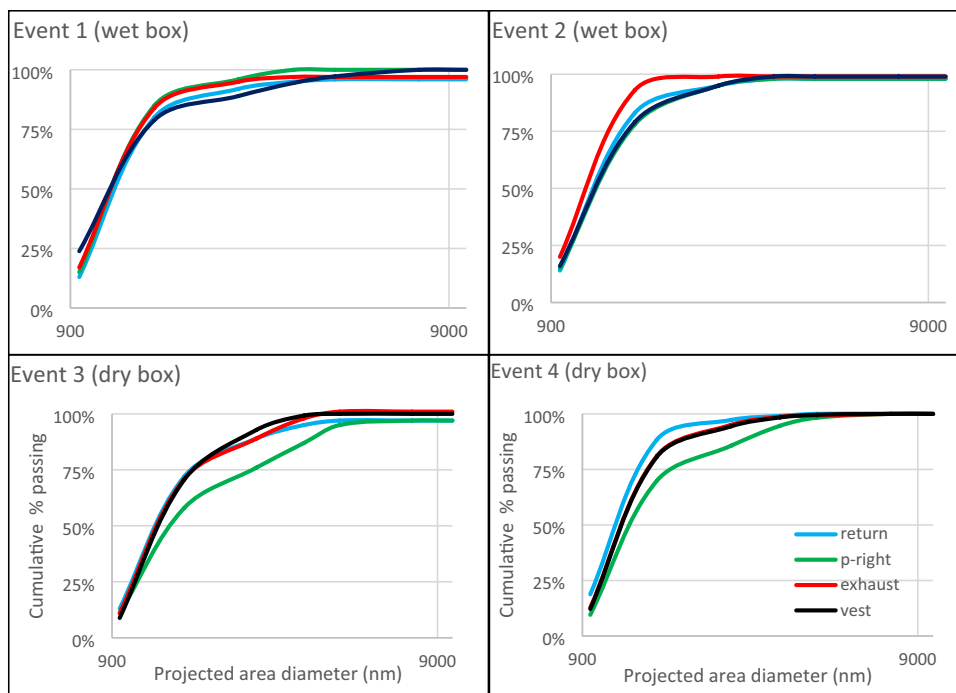 Event 1 (wet box)
100%
75%
50%
25%
0%
900
9000
Event 2 (wet box)
100%
75%
50%
25%
0%
900
9000
Event 3 (dry box)
Cumulative % passing
100%
75%
50%
25%
0%
900
9000
Projected area diameter (nm)
Event 4 (dry box)
Cumulative % passing
100%
75%
50%
25%
0%
return
p-right
exhaust
vest
900
9000
Projected area diameter (nm)